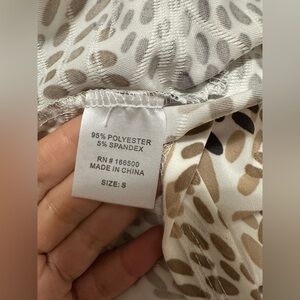 95% POLYESTER
5% SPANDEX
RN # 166500
MADE IN CHINA
SIZE: S